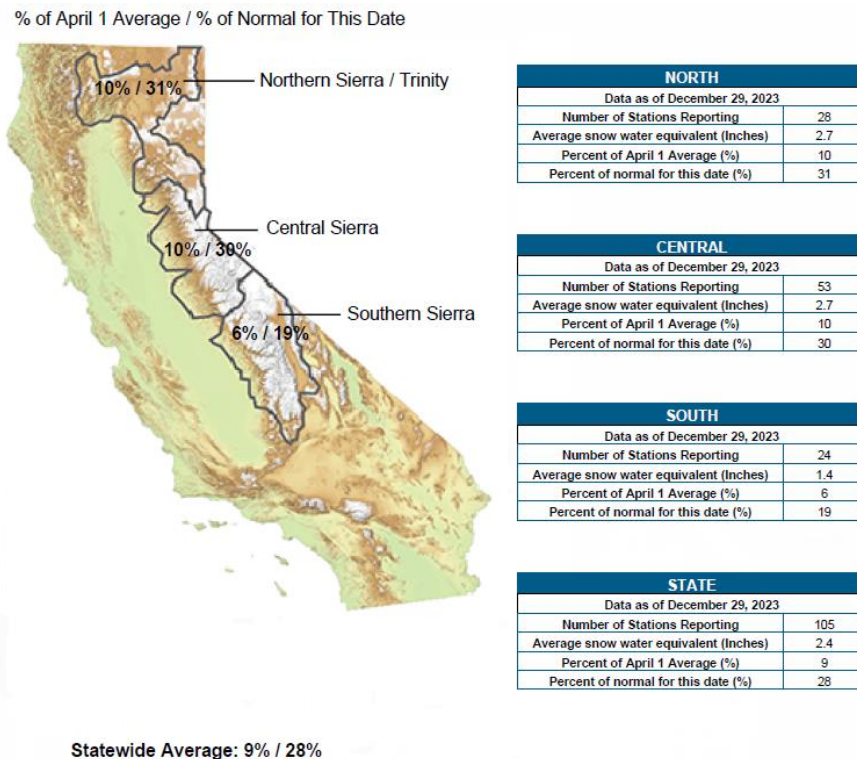 % of April 1 Average / % of Normal for This Date
10% / 31%
Northern Sierra / Trinity
Central Sierra
10% / 30%
Southern Sierra
6% / 19%
NORTH
Data as of December 29, 2023
Number of Stations Reporting 28
Average snow water equivalent (Inches) 2.7
Percent of April 1 Average (%) 10
Percent of normal for this date (%) 31
CENTRAL
Data as of December 29, 2023
Number of Stations Reporting 53
Average snow water equivalent (Inches) 2.7
Percent of April 1 Average (%) 10
Percent of normal for this date (%) 30
SOUTH
Data as of December 29, 2023
Number of Stations Reporting 24
Average snow water equivalent (Inches) 1.4
Percent of April 1 Average (%) 6
Percent of normal for this date (%) 19
STATE
Data as of December 29, 2023
Number of Stations Reporting 105
Average snow water equivalent (Inches) 2.4
Percent of April 1 Average (%) 9
Percent of normal for this date (%) 28
Statewide Average: 9% / 28%